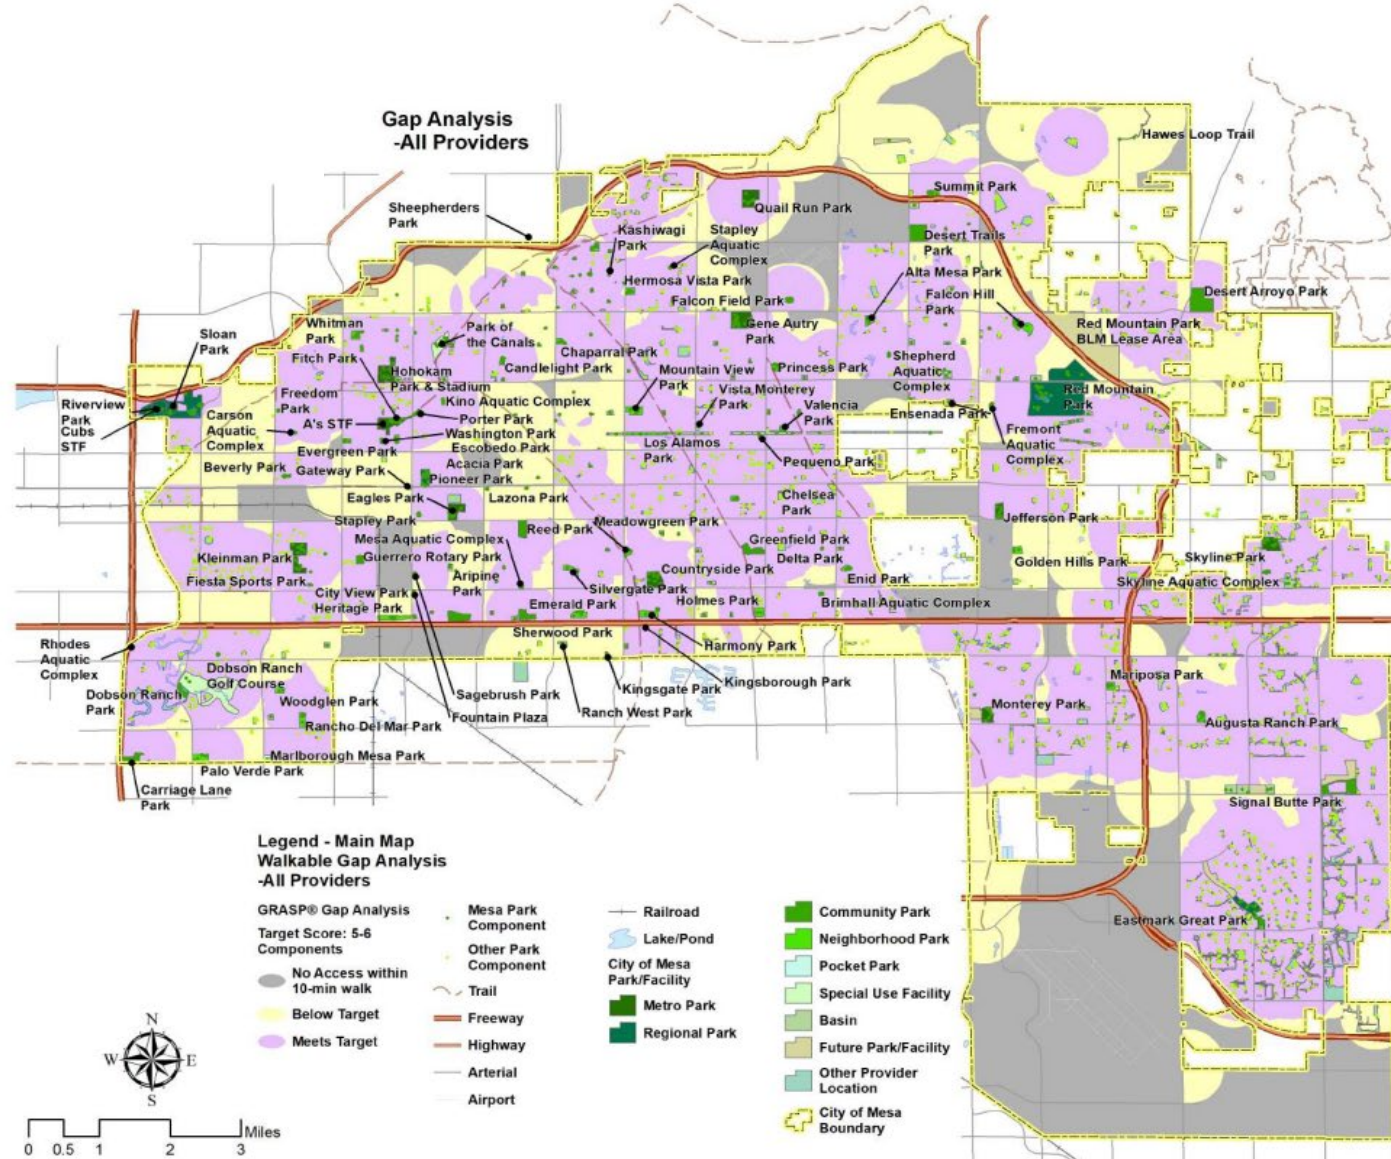 Gap Analysis
-All Providers
Hawes Loop Trail
Summit Park
Sheepherders
Park
Quail Run Park
Kashiwagi
Park
Stapley
Aquatic
Complex
Desert Trails
Park
Hermosa Vista Park
Alta Mesa Park
Falcon Field Park
Falcon Hill
Park
Desert Arroyo Park
Whitman
Park
Sloan
Park
Park of
the Canals
Gene Autry
Park
Red Mountain Park
BLM Lease Area
Fitch Park
Chaparral Park
Candlelight Park
Mountain View
Park
Princess Park
Shepherd
Aquatic
Complex
Hohokam
Park & Stadium
Freedom
Park
Kino Aquatic Complex
Vista Monterey
Park
Red Mountain
Park
Riverview
Park
Cubs
STF
Carson
Aquatic
Complex
A's STF
Porter Park
Valencia
Park
Ensenada Park
Washington Park
Fremont
Aquatic
Complex
Evergreen Park
Escobedo Park
Los Alamos
Park
Beverly Park
Gateway Park
Acacia Park
Pioneer Park
Pequeno Park
Eagles Park
Lazona Park
Chelsea
Park
Stapley Park
Reed Park
Meadowgreen Park
Jefferson Park
Mesa Aquatic Complex
Greenfield Park
Kleinman Park
Guerrero Rotary Park
Delta Park
Golden Hills Park
Skyline Park
Fiesta Sports Park
Aripine
Park
Countryside Park
Enid Park
Skyline Aquatic Complex
City View Park
Silvergate Park
Heritage Park
Emerald Park
Holmes Park
Brimhall Aquatic Complex
Sherwood Park
Rhodes
Aquatic
Complex
Harmony Park
Dobson Ranch
Golf Course
Mariposa Park
Dobson Ranch
Park
Woodglen Park
Sagebrush Park
Kingsgate Park
Kingsborough Park
Monterey Park
Fountain Plaza
Ranch West Park
Rancho Del Mar Park
Augusta Ranch Park
Marlborough Mesa Park
Palo Verde Park
Carriage Lane
Park
Signal Butte Park
Eastmark Great Park
Legend - Main Map
Walkable Gap Analysis
-All Providers
GRASP® Gap Analysis
Target Score: 5-6
Components
No Access within
10-min walk
Below Target
Meets Target
Mesa Park
Component
Other Park
Component
Trail
Freeway
Highway
Arterial
Airport
Railroad
Lake/Pond
City of Mesa
Park/Facility
Metro Park
Regional Park
Community Park
Neighborhood Park
Pocket Park
Special Use Facility
Basin
Future Park/Facility
Other Provider
Location
City of Mesa
Boundary
N
W
E
S
Miles
0 0.5 1 2 3